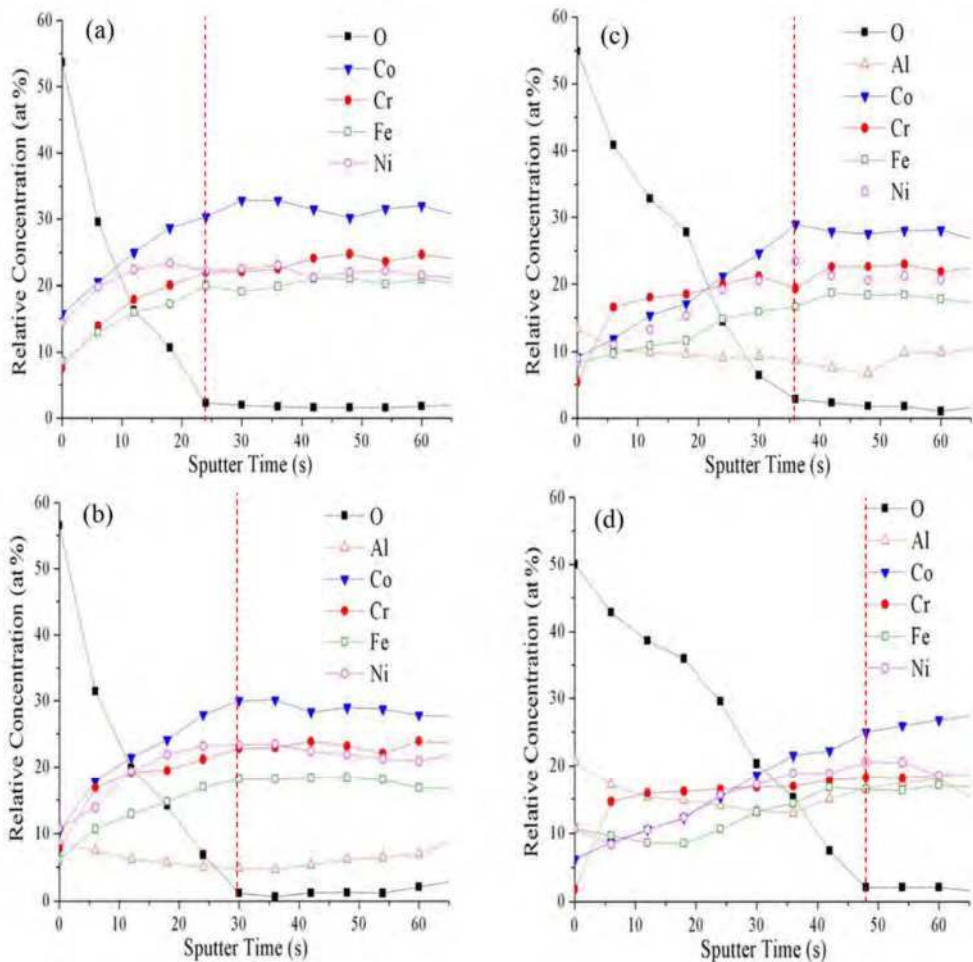 (a)
O
Co
Cr
Fe
Ni
Relative Concentration (at %)
60
50
40
30
20
10
0
0 10 20 30 40 50 60
Sputter Time (s)
(c)
O
Al
Co
Cr
Fe
Ni
Relative Concentration (at %)
60
50
40
30
20
10
0
0 10 20 30 40 50 60
Sputter Time (s)
(b)
O
Al
Co
Cr
Fe
Ni
Relative Concentration (at %)
60
50
40
30
20
10
0
0 10 20 30 40 50 60
Sputter Time (s)
(d)
O
Al
Co
Cr
Fe
Ni
Relative Concentration (at %)
60
50
40
30
20
10
0
0 10 20 30 40 50 60
Sputter Time (s)